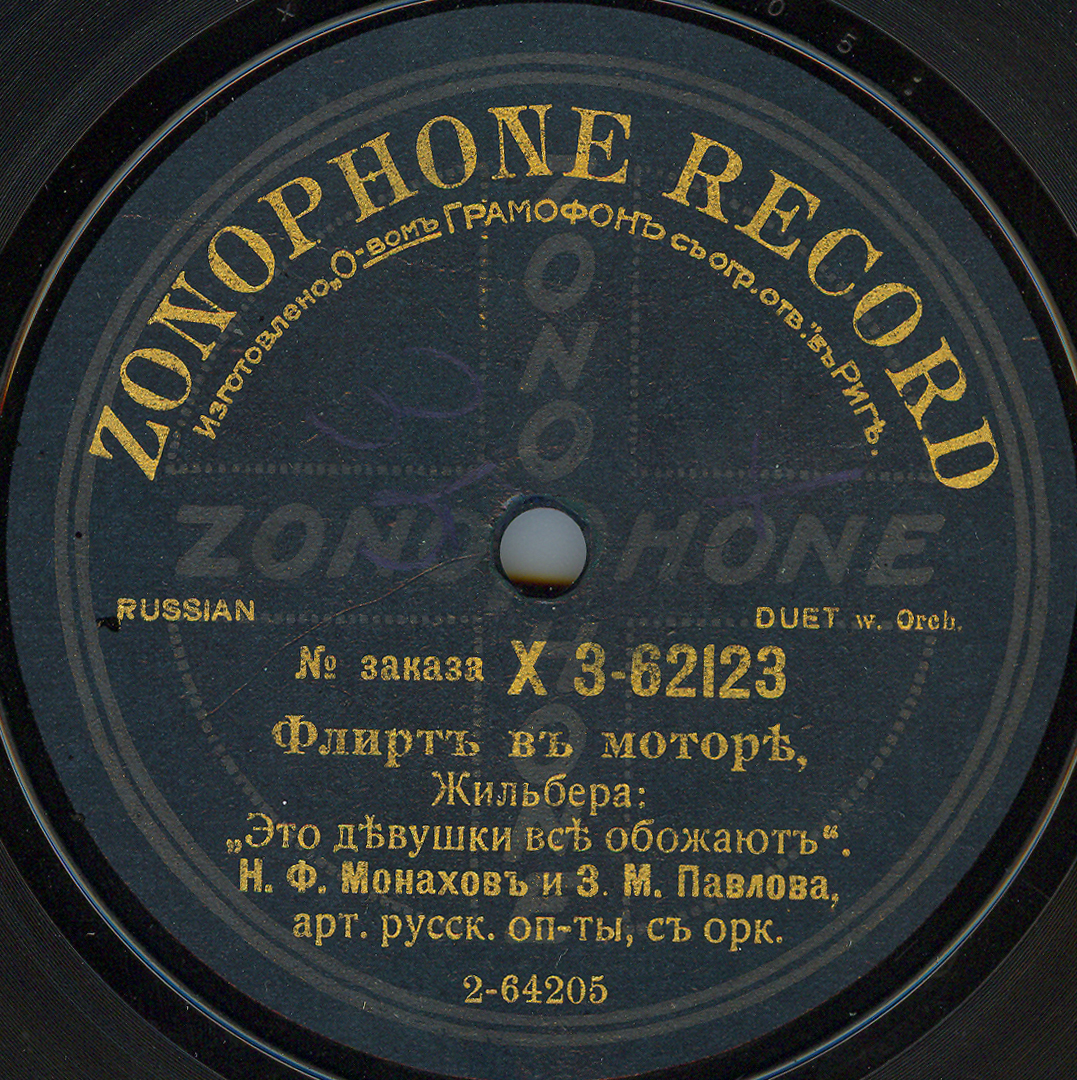 ZONOPHONE RECORD
Изготовлено „О-вомъ ГРАМОФОНЪ съ огр. отв.“ въ Ригѣ.
ZONOPHONE
ZONOPHONE
RUSSIAN
DUET w. Orch.
№ заказа X 3-62123
Флиртъ въ моторѣ,
Жильбера:
„Это дѣвушки всѣ обожаютъ“.
Н. Ф. Монаховъ и З. М. Павлова,
арт. русск. оп-ты, съ орк.
2-64205